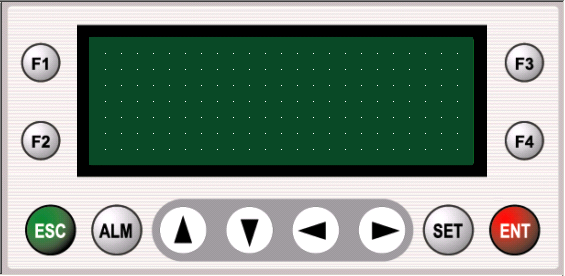 F1 F3
F2 F4
ESC ALM SET ENT